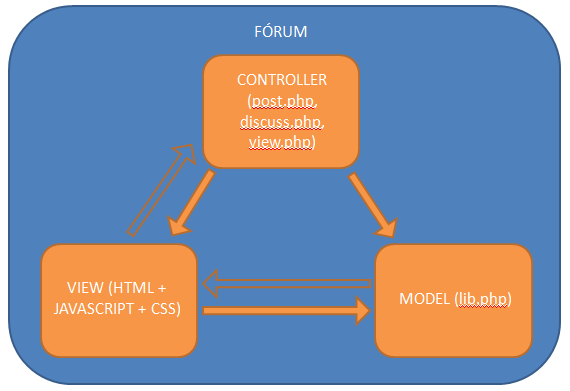 FÓRUM
CONTROLLER
(post.php,
discuss.php,
view.php)
VIEW (HTML +
JAVASCRIPT + CSS)
MODEL (lib.php)